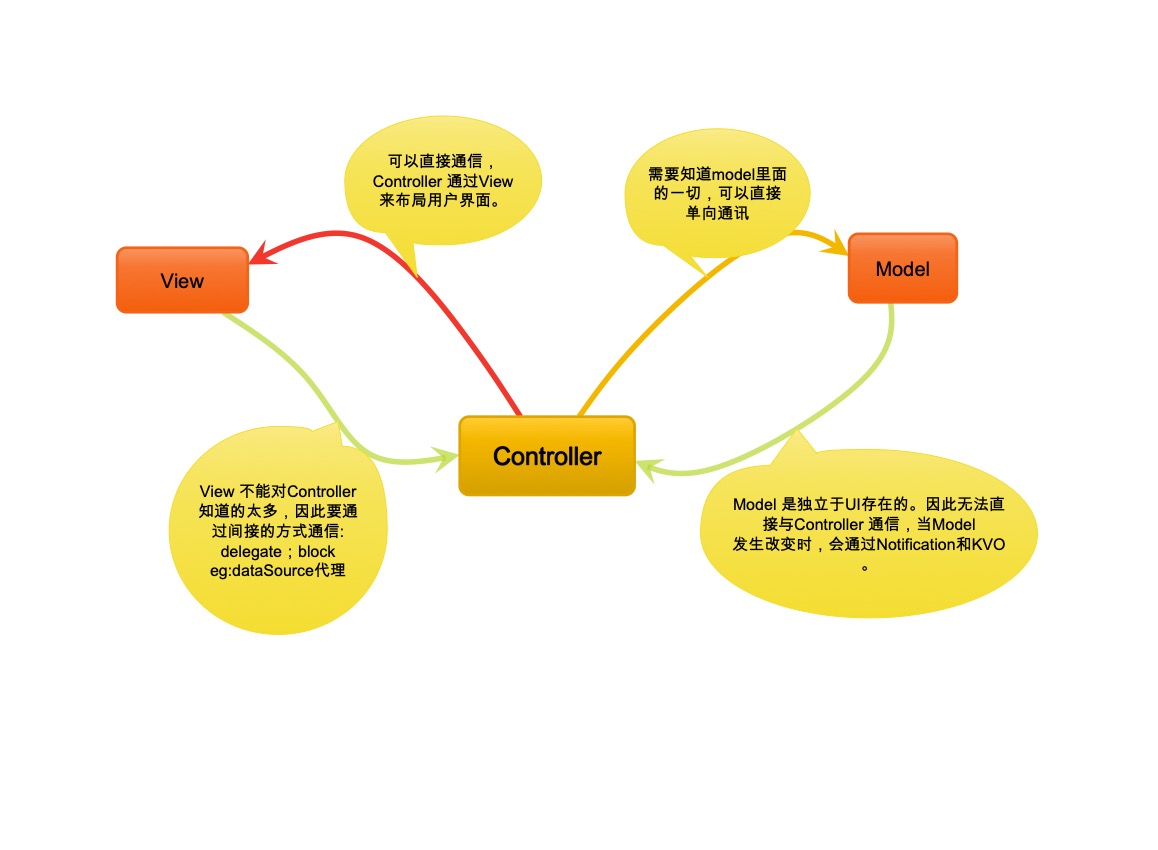 可以直接通信，
Controller 通过View
来布局用户界面。
需要知道model里面
的一切，可以直接
单向通讯
View
Model
Controller
View 不能对Controller
知道的太多，因此要通
过间接的方式通信:
delegate；block
eg:dataSource代理
Model 是独立于UI存在的。因此无法直
接与Controller 通信，当Model
发生改变时，会通过Notification和KVO
。